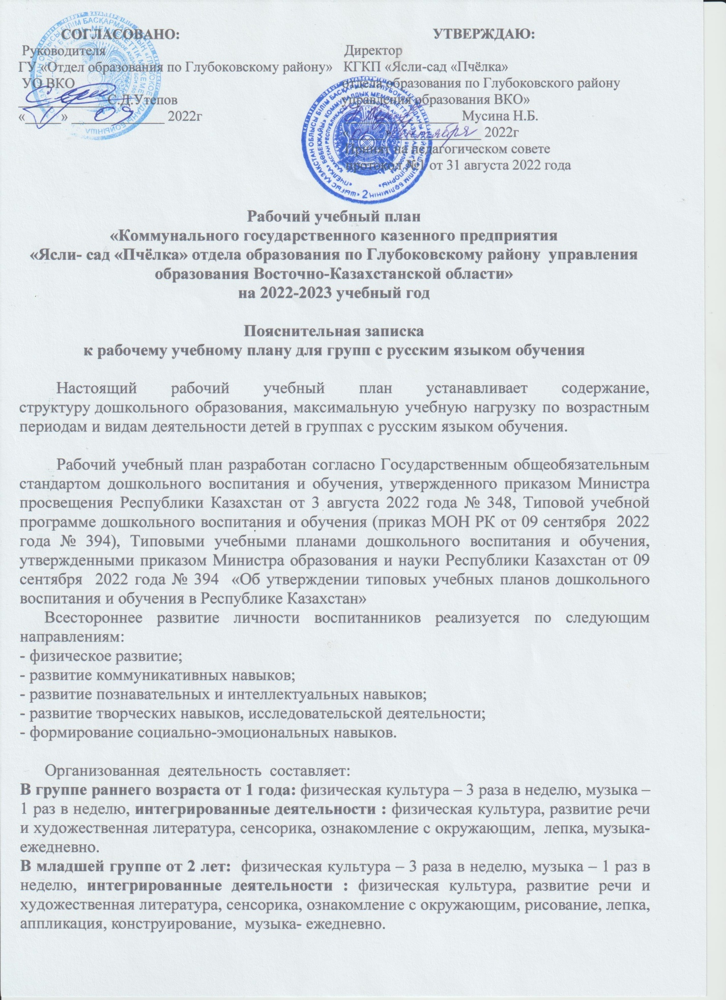 СОГЛАСОВАНО:
Руководителя
ГУ «Отдел образования по Глубоковскому району»
УО ВКО
____________С.Д.Утепов
«_____» 09 2022г
УТВЕРЖДАЮ:
Директор
КГКП «Ясли-сад «Пчёлка»
отдела образования по Глубоковского району
управления образования ВКО»
________________ Мусина Н.Б.
«_____» сентября 2022г
Принят на педагогическом совете
протокол №1 от 31 августа 2022 года
Рабочий учебный план
«Коммунального государственного казенного предприятия
«Ясли- сад «Пчёлка» отдела образования по Глубоковскому району управления
образования Восточно-Казахстанской области»
на 2022-2023 учебный год
Пояснительная записка
к рабочему учебному плану для групп с русским языком обучения
Настоящий рабочий учебный план устанавливает содержание,
структуру дошкольного образования, максимальную учебную нагрузку по возрастным
периодам и видам деятельности детей в группах с русским языком обучения.
Рабочий учебный план разработан согласно Государственным общеобязательным
стандартом дошкольного воспитания и обучения, утвержденного приказом Министра
просвещения Республики Казахстан от 3 августа 2022 года № 348, Типовой учебной
программе дошкольного воспитания и обучения (приказ МОН РК от 09 сентября 2022
года № 394), Типовыми учебными планами дошкольного воспитания и обучения,
утвержденными приказом Министра образования и науки Республики Казахстан от 09
сентября 2022 года № 394 «Об утверждении типовых учебных планов дошкольного
воспитания и обучения в Республике Казахстан»
Всестороннее развитие личности воспитанников реализуется по следующим
направлениям:
- физическое развитие;
- развитие коммуникативных навыков;
- развитие познавательных и интеллектуальных навыков;
- развитие творческих навыков, исследовательской деятельности;
- формирование социально-эмоциональных навыков.
Организованная деятельность составляет:
В группе раннего возраста от 1 года: физическая культура – 3 раза в неделю, музыка –
1 раз в неделю, интегрированные деятельности : физическая культура, развитие речи
и художественная литература, сенсорика, ознакомление с окружающим, лепка, музыка-
ежедневно.
В младшей группе от 2 лет: физическая культура – 3 раза в неделю, музыка – 1 раз в
неделю, интегрированные деятельности : физическая культура, развитие речи и
художественная литература, сенсорика, ознакомление с окружающим, рисование, лепка,
аппликация, конструирование, музыка- ежедневно.